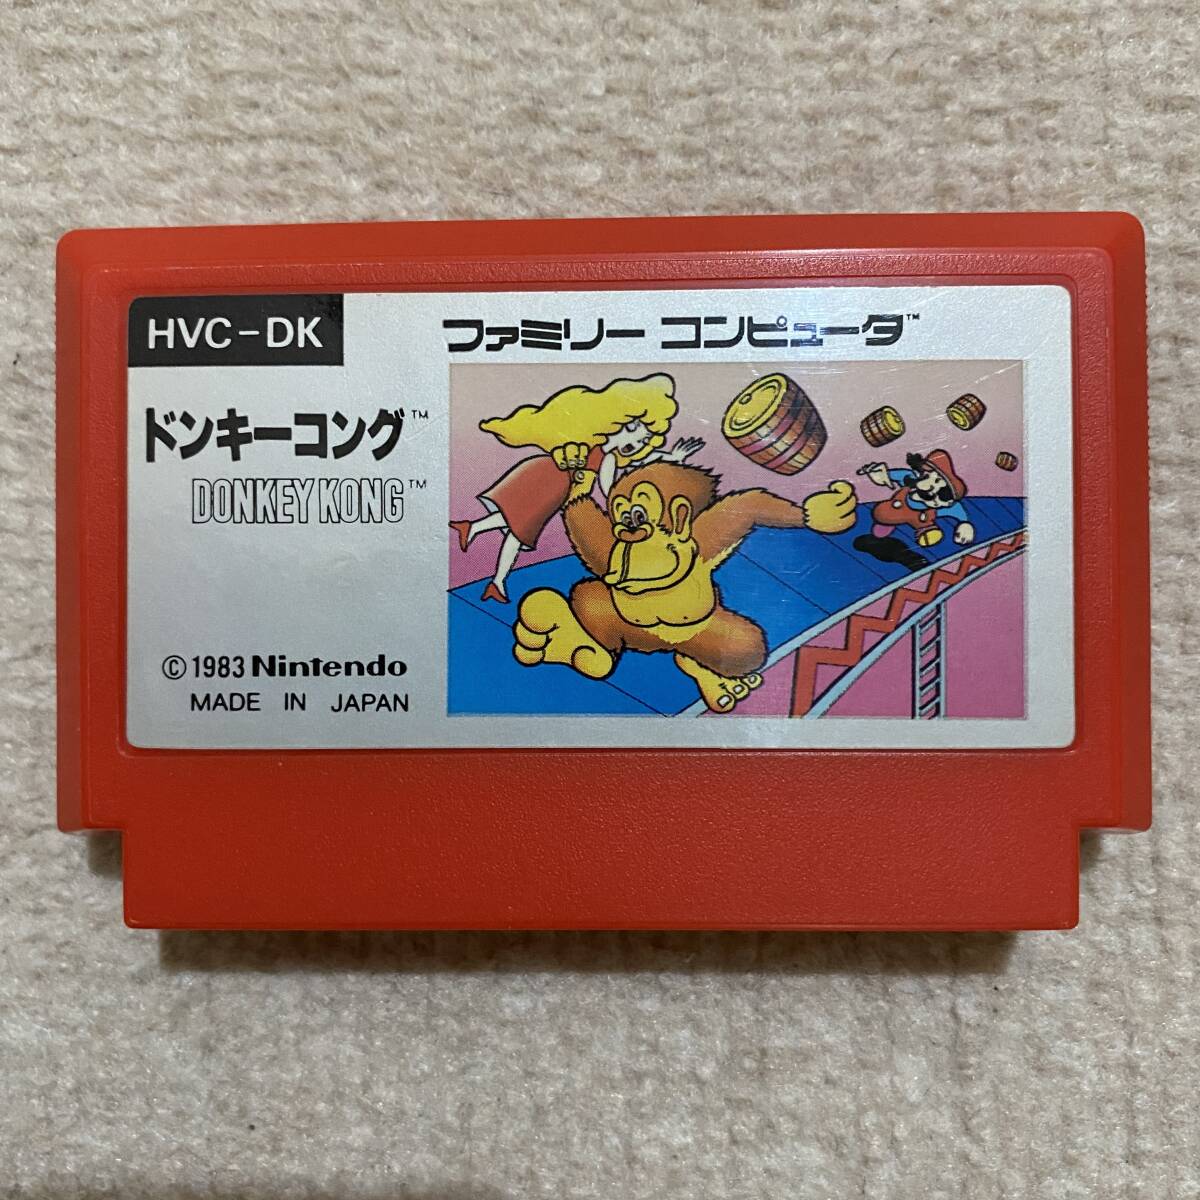 HVC-DK
ファミリー コンピュータ™
ドンキーコング™
DONKEY KONG™
© 1983 Nintendo
MADE IN JAPAN